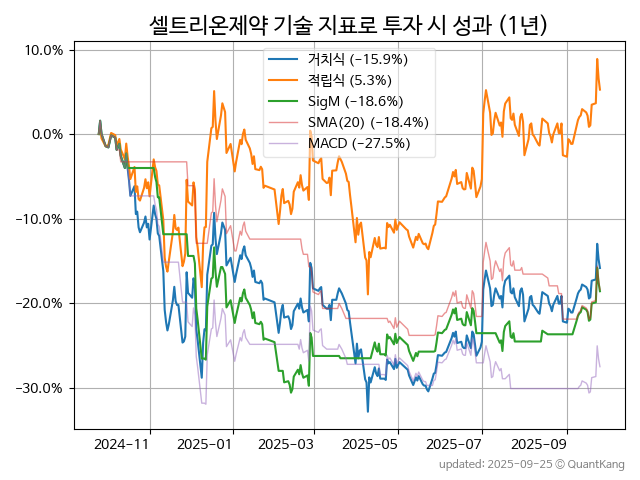 셀트리온제약 기술 지표로 투자 시 성과 (1년)
거치식 (−15.9%)
적립식 (5.3%)
SigM (−18.6%)
SMA(20) (−18.4%)
MACD (−27.5%)
10.0%
0.0%
−10.0%
−20.0%
−30.0%
2024−11
2025−01
2025−03
2025−05
2025−07
2025−09
updated: 2025-09-25 © QuantKang